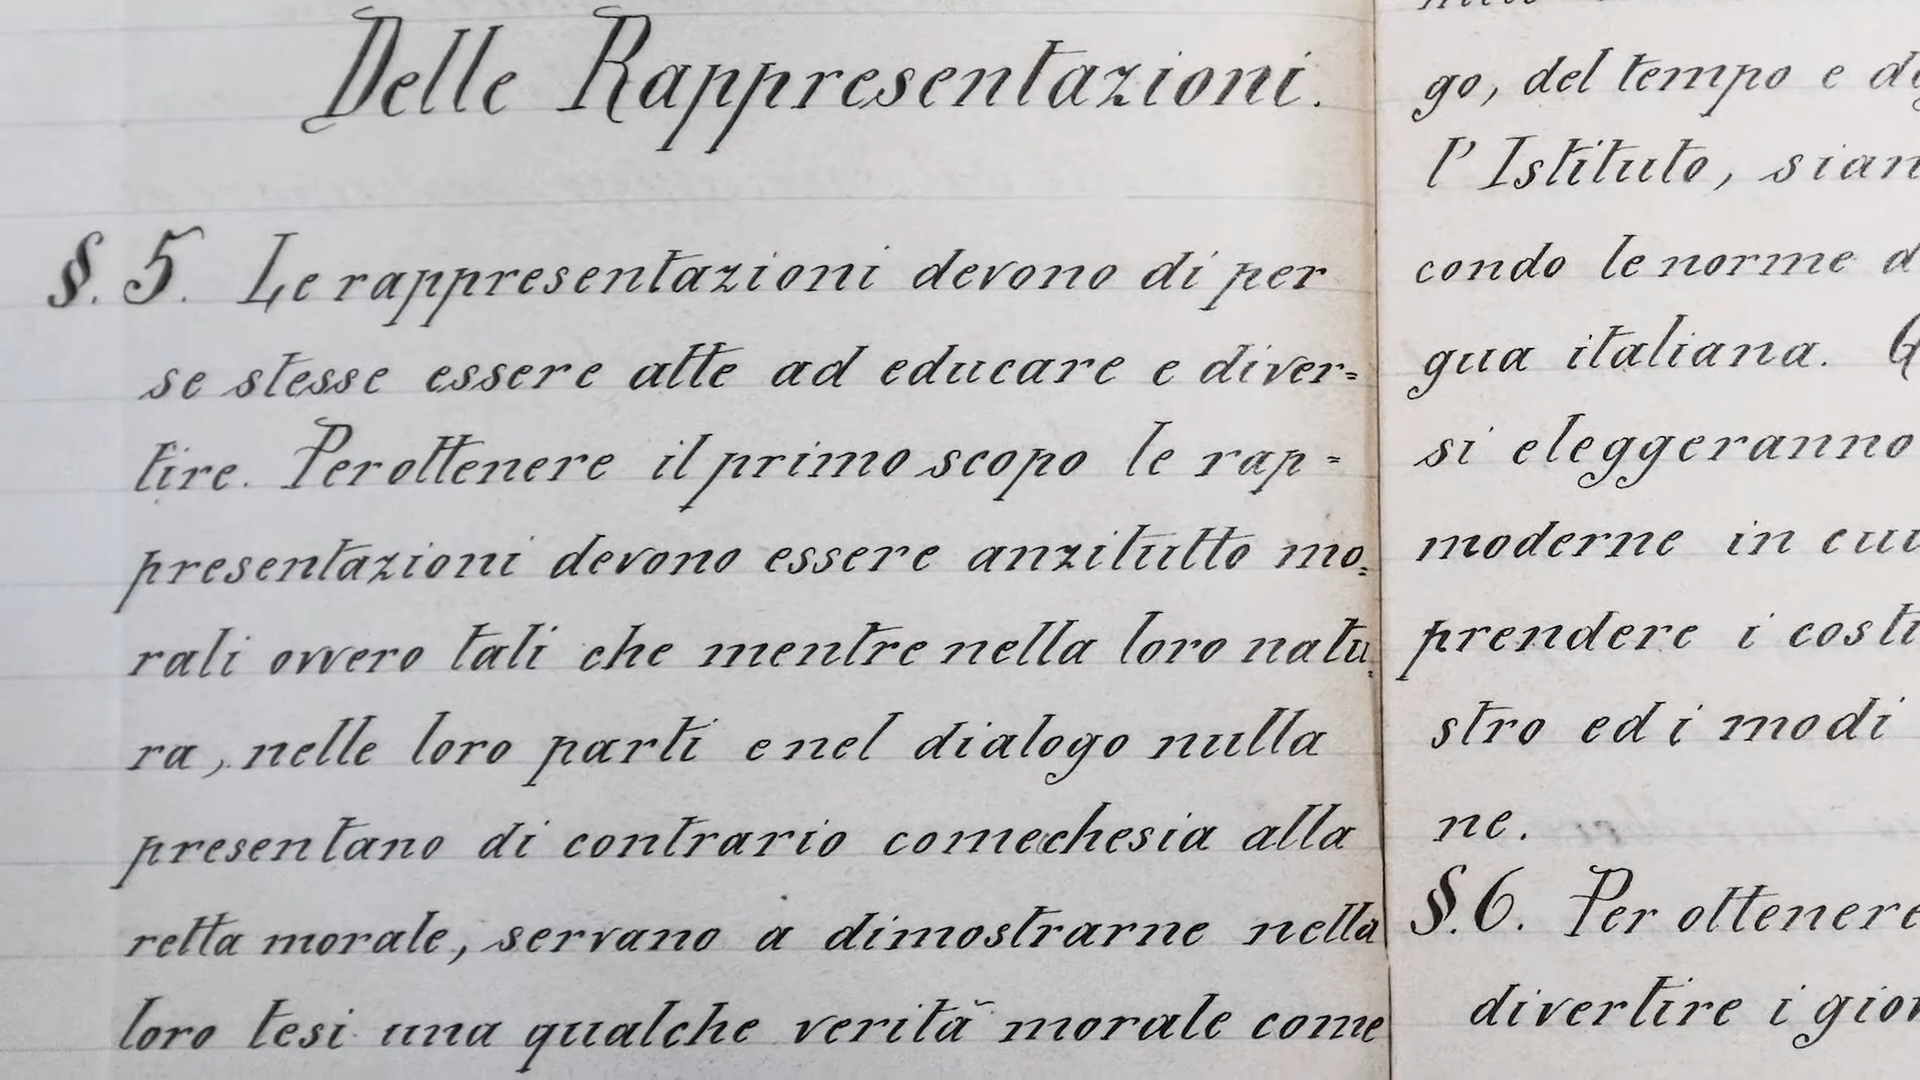 Delle Rappresentazioni.
§. 5. Le rappresentazioni devono di per
se stesse essere atte ad educare e diver=
tire. Per ottenere il primo scopo le rap=
presentazioni devono essere anzitutto mo=
rali ovvero tali che mentre nella loro natu=
ra, nelle loro parti e nel dialogo nulla
presentano di contrario comechesia alla
retta morale, servano a dimostrarne nella
loro tesi una qualche verità morale come
go, del tempo e
l'Istituto,
condo le norme
gua italiana.
si eleggeranno
moderne in
prendere i
stro ed i modi
ne.
§. 6. Per ottenere
divertire i